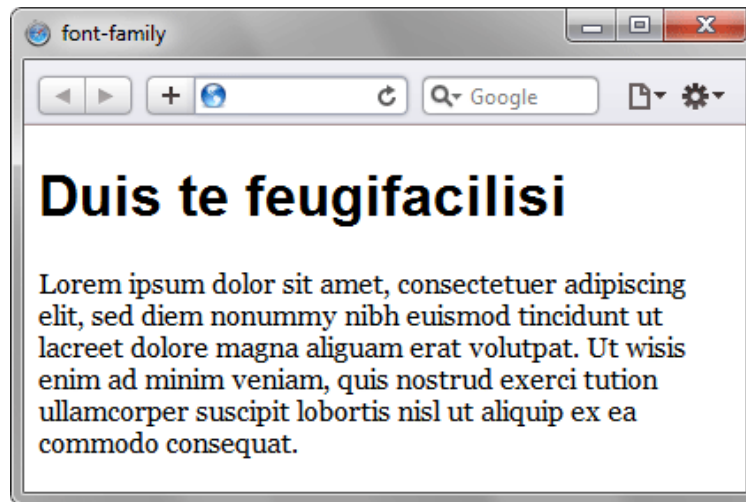 font-family
Google
Duis te feugifacilisi
Lorem ipsum dolor sit amet, consectetuer adipiscing
elit, sed diem nonummy nibh euismod tincidunt ut
lacreet dolore magna aliguam erat volutpat. Ut wisis
enim ad minim veniam, quis nostrud exerci tution
ullamcorper suscipit lobortis nisl ut aliquip ex ea
commodo consequat.